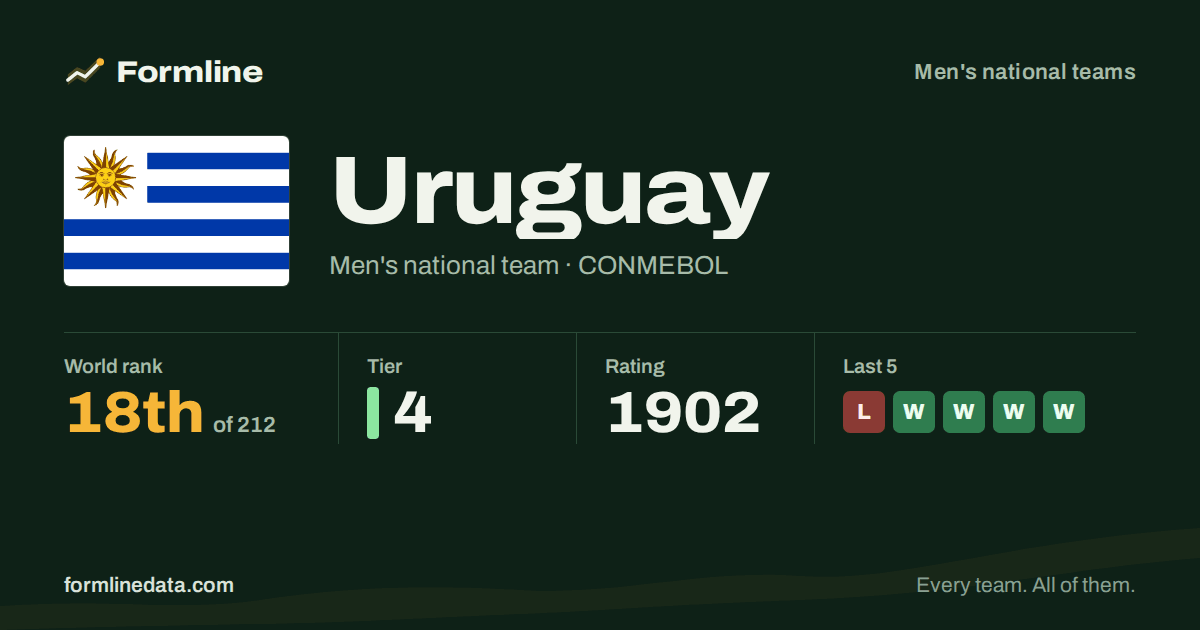 Formline
Men's national teams
Uruguay
Men's national team · CONMEBOL
World rank
18th of 212
Tier
4
Rating
1902
Last 5
L W W W W
formlinedata.com
Every team. All of them.